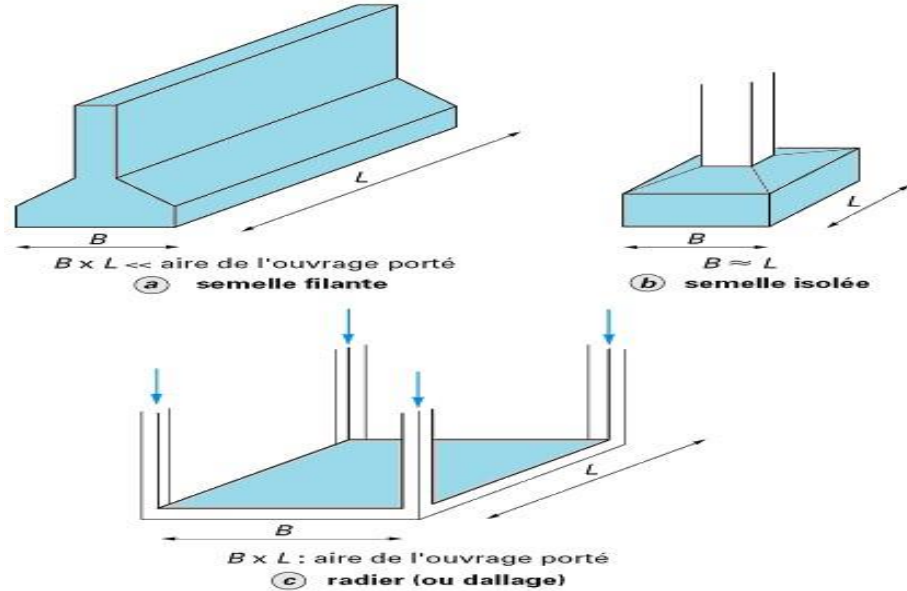 L
B
B x L << aire de l'ouvrage porté
a semelle filante
L
B
B ≈ L
b semelle isolée
L
B
B x L : aire de l'ouvrage porté
c radier (ou dallage)